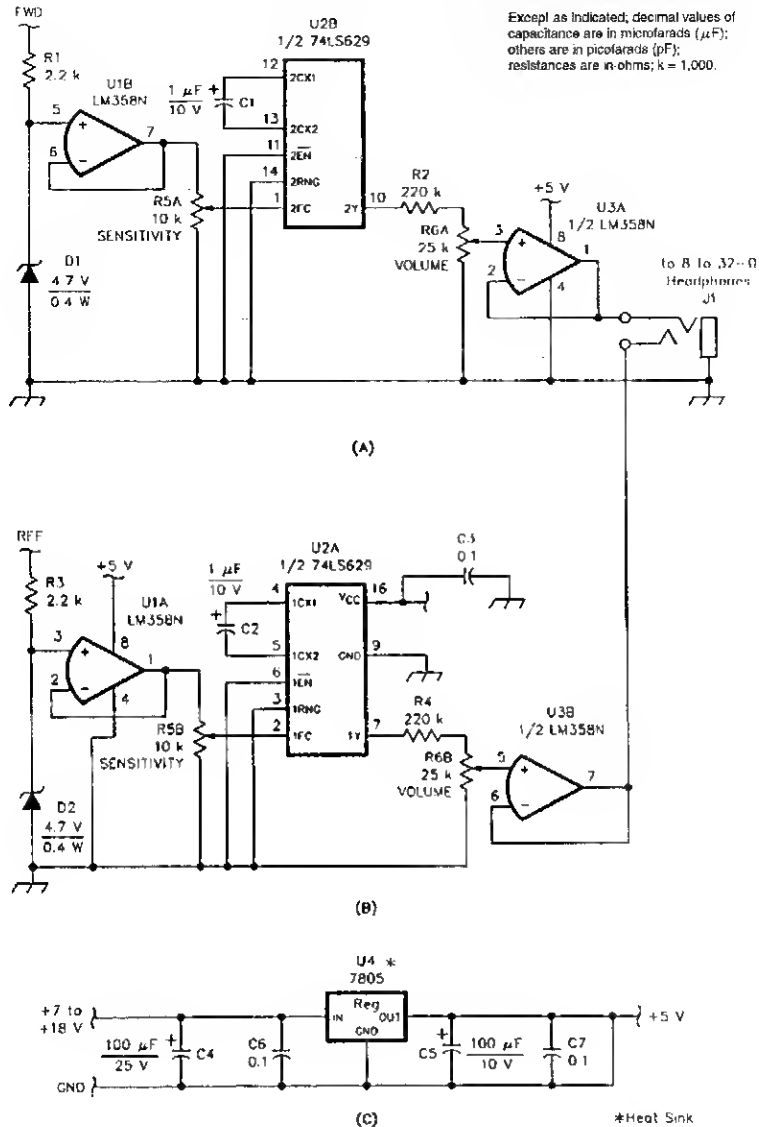 Except as indicated; decimal values of
capacitance are in microfarads (µF);
others are in picofarads (pF);
resistances are in ohms; k = 1,000.
FWD
R1
2.2 k
5
6
+
−
U1B
LM358N
7
D1
4.7 V
0.4 W
R5A
10 k
SENSITIVITY
1 µF
10 V
+
C1
U2B
1/2 74LS629
12
13
11
14
1
2CX1
2CX2
2EN
2RNG
2FC
2Y
10
R2
220 k
R6A
25 k
VOLUME
+5 V
U3A
1/2 LM358N
3
2
+
−
8
1
4
to 8 to 32-Ω
Headphones
J1
(A)
REF
R3
2.2 k
+5 V
U1A
LM358N
3
2
+
−
8
1
4
D2
4.7 V
0.4 W
R5B
10 k
SENSITIVITY
1 µF
10 V
+
C2
U2A
1/2 74LS629
4
5
6
3
2
1CX1
1CX2
1EN
1RNG
1FC
VCC
GND
1Y
16
9
7
C3
0.1
R4
220 k
R6B
25 k
VOLUME
U3B
1/2 LM358N
5
6
+
−
7
(B)
U4 *
7805
Reg
IN
OUT
GND
+7 to
+18 V
GND
100 µF
25 V
+
C4
C6
0.1
+
C5
100 µF
10 V
C7
0.1
+5 V
(C)
*Heat Sink